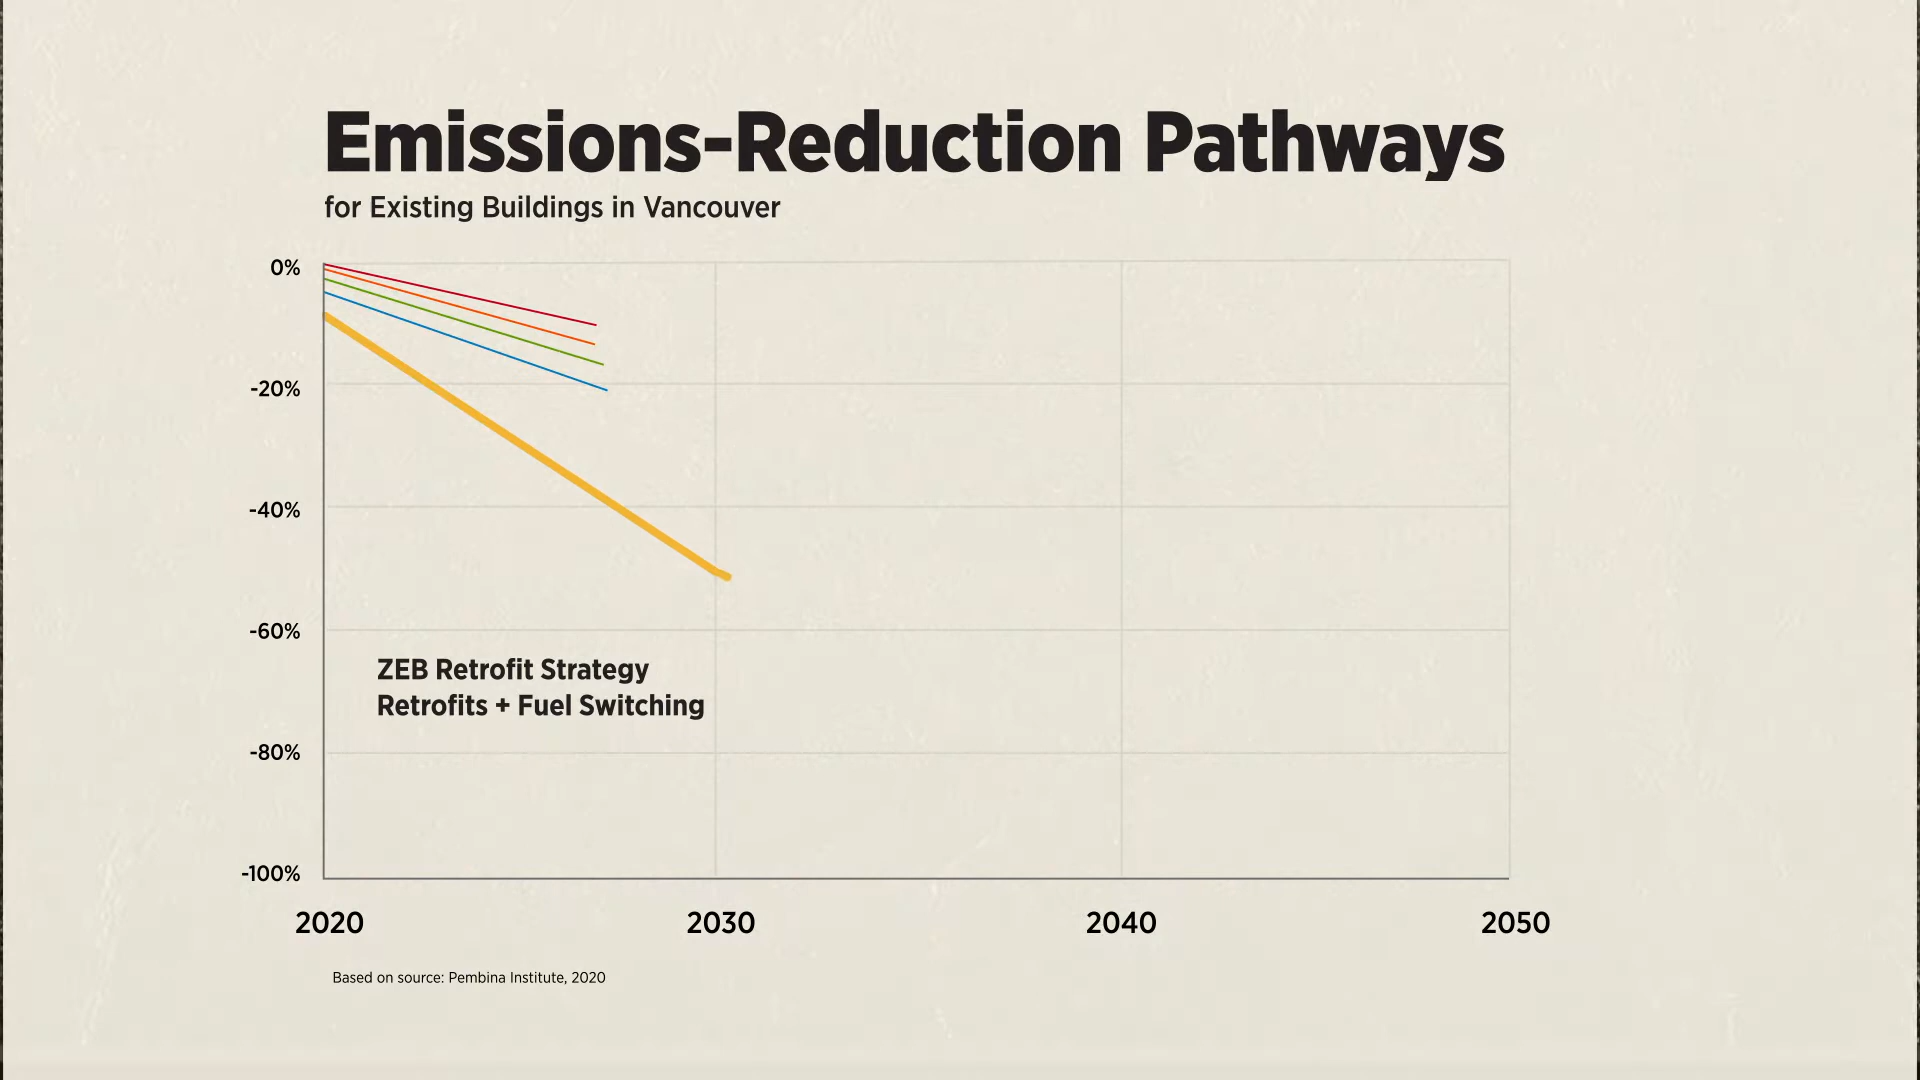 Emissions-Reduction Pathways
for Existing Buildings in Vancouver
0%
-20%
-40%
-60%
ZEB Retrofit Strategy
Retrofits + Fuel Switching
-80%
-100%
2020 2030 2040 2050
Based on source: Pembina Institute, 2020